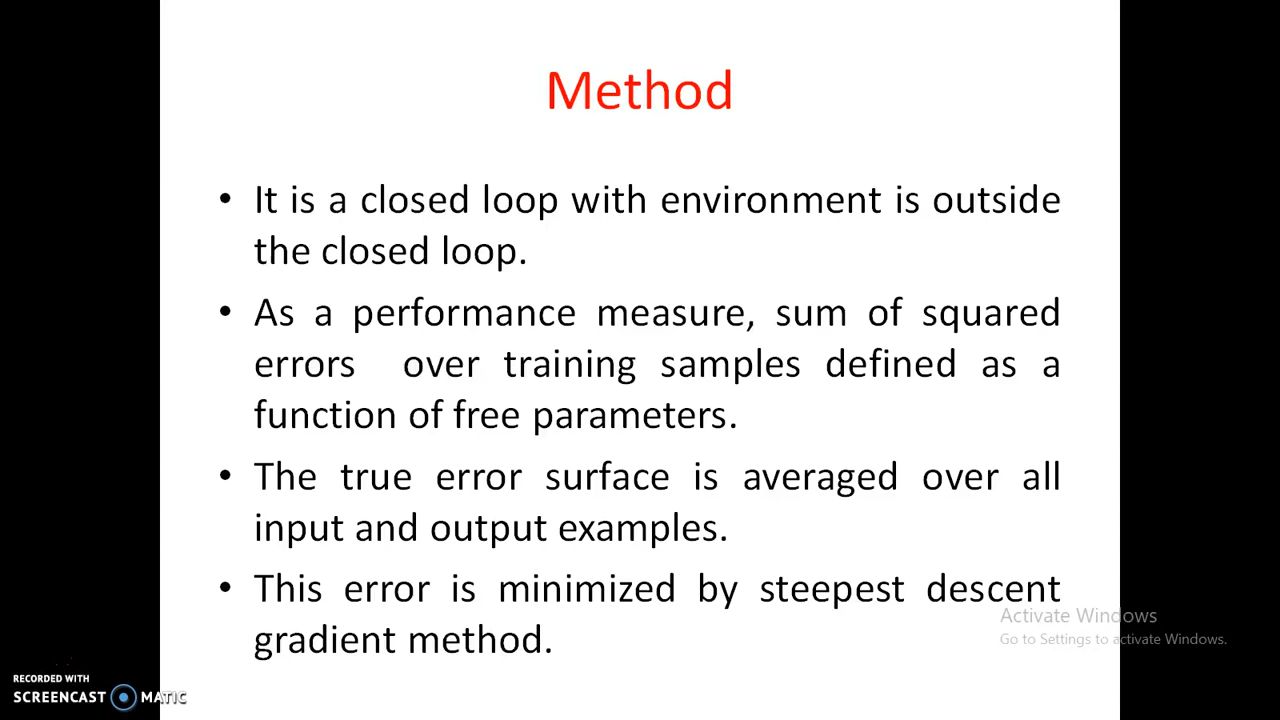 Method
• It is a closed loop with environment is outside
the closed loop.
• As a performance measure, sum of squared
errors over training samples defined as a
function of free parameters.
• The true error surface is averaged over all
input and output examples.
• This error is minimized by steepest descent
gradient method.
Activate Windows
Go to Settings to activate Windows.
RECORDED WITH
SCREENCAST MATIC